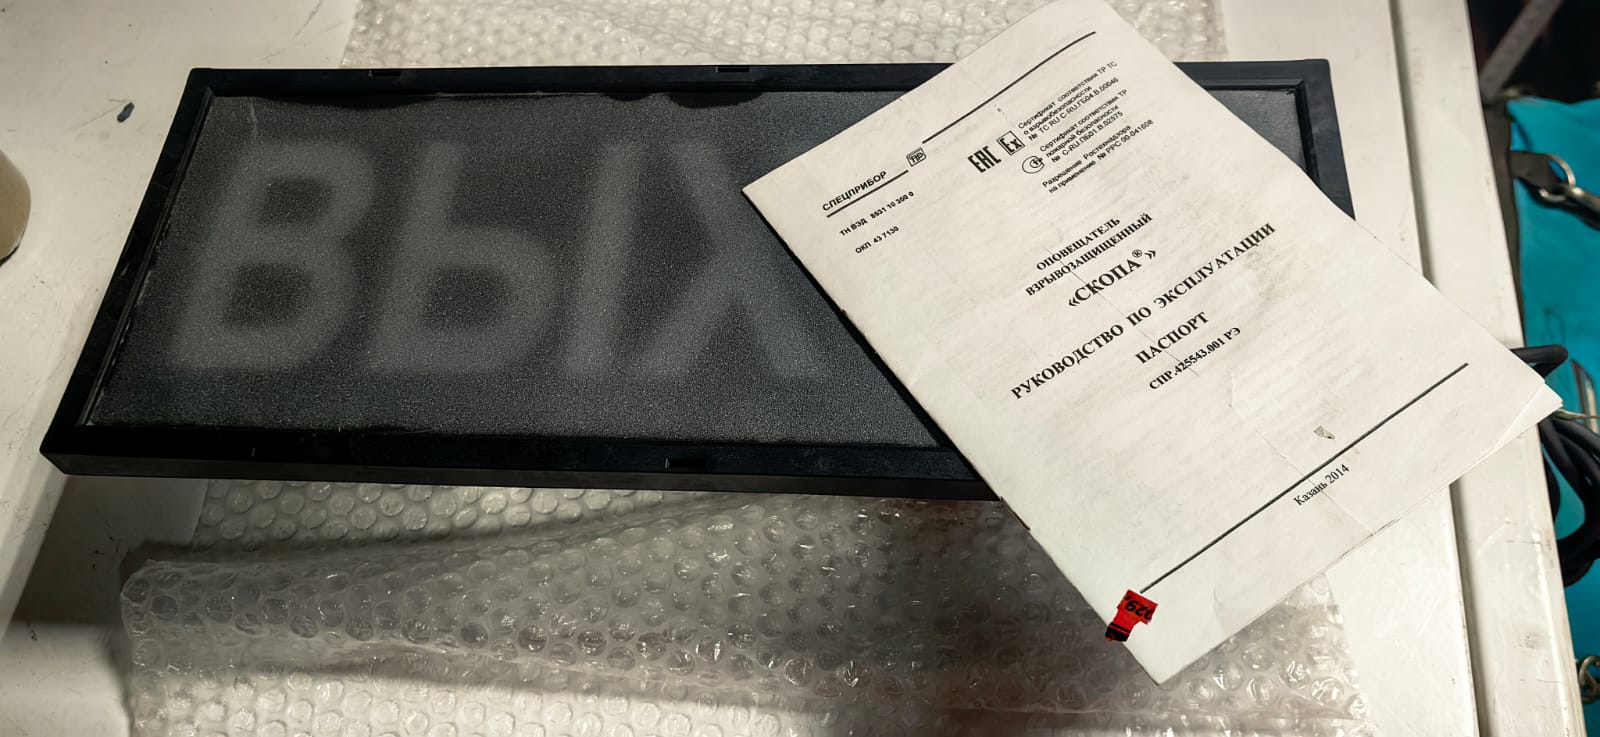 ВЫХ
СПЕЦПРИБОР
ТН ВЭД 8531 10 300 0
ОКП 43 7130
ЕАС Ex
Сертификат соответствия ТР ТС
о взрывобезопасности
№ ТС RU C-RU.ГБ04.В.00046
Сертификат соответствия ТР
пожарной безопасности
№ C-RU.ПБ01.В.02575
Разрешение Ростехнадзора
на применение № РРС 00-041608
ОПОВЕЩАТЕЛЬ
ВЗРЫВОЗАЩИЩЕННЫЙ
«СКОПА®»
РУКОВОДСТВО ПО ЭКСПЛУАТАЦИИ
ПАСПОРТ
СПР.425543.001 РЭ
Казань 2014